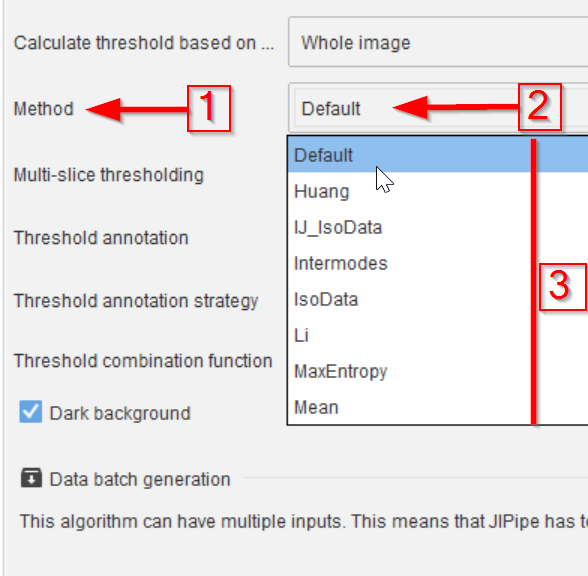 Calculate threshold based on ...
Whole image
Method
1
Default
2
Default
Multi-slice thresholding
Huang
IJ_IsoData
Threshold annotation
Intermodes
3
Threshold annotation strategy
IsoData
Li
Threshold combination function
MaxEntropy
Dark background
Mean
Data batch generation
This algorithm can have multiple inputs. This means that JIPipe has t